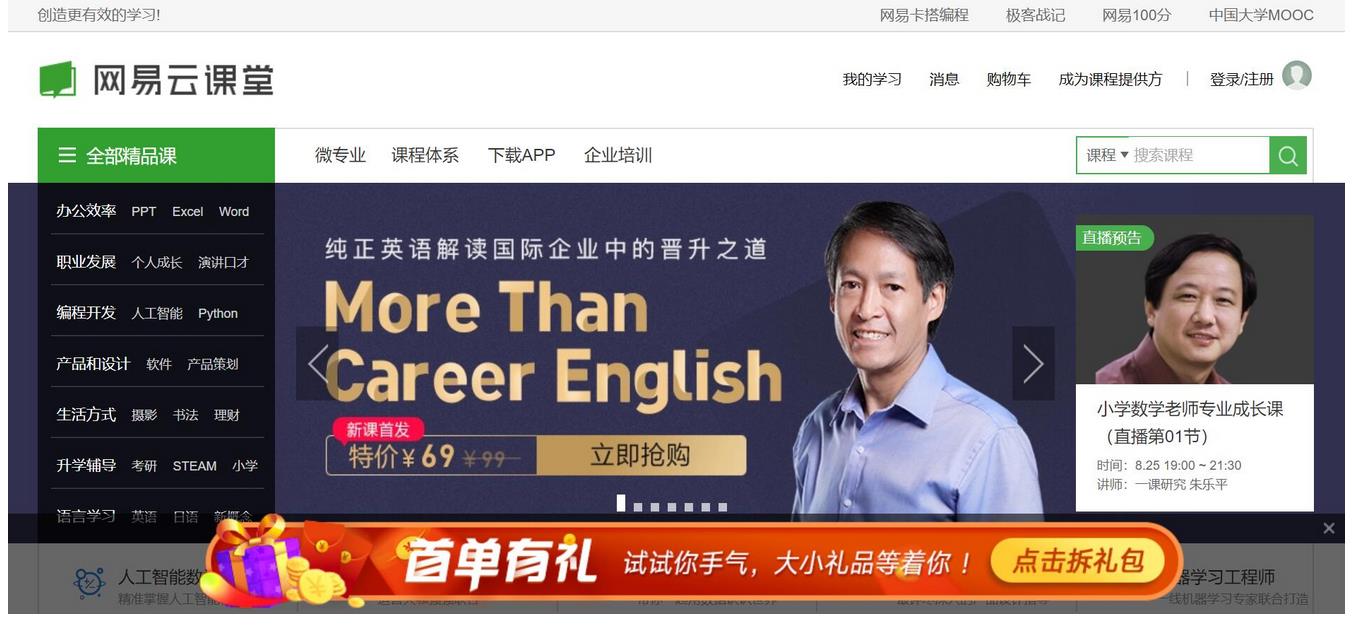 创造更有效的学习!
网易卡搭编程 极客战记 网易100分 中国大学MOOC
网易云课堂
我的学习 消息 购物车 成为课程提供方 | 登录/注册
全部精品课
微专业 课程体系 下载APP 企业培训
课程 搜索课程
办公效率 PPT Excel Word
职业发展 个人成长 演讲口才
编程开发 人工智能 Python
产品和设计 软件 产品策划
生活方式 摄影 书法 理财
升学辅导 考研 STEAM 小学
语言学习 英语 日语 新概念
纯正英语解读国际企业中的晋升之道
More Than
Career English
新课首发
特价¥69 ¥99 立即抢购
直播预告
小学数学老师专业成长课
（直播第01节）
时间：8.25 19:00 ~ 21:30
讲师：一课研究 朱乐平
首单有礼 试试你手气，大小礼品等着你！ 点击拆礼包
人工智能数
精准掌握人工智能
器学习工程师
一线机器学习专家联合打造